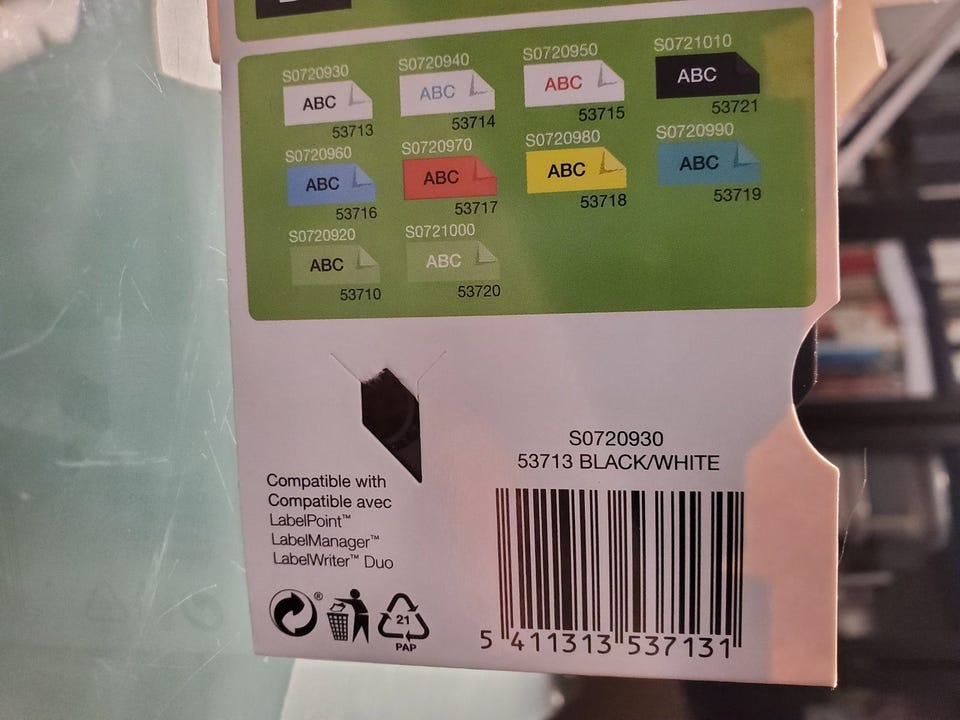 S0720930 S0720940 S0720950 S0721010
ABC ABC ABC ABC
53713 53714 53715 53721
S0720960 S0720970 S0720980 S0720990
ABC ABC ABC ABC
53716 53717 53718 53719
S0720920 S0721000
ABC ABC
53710 53720
S0720930
53713 BLACK/WHITE
Compatible with
Compatible avec
LabelPoint™
LabelManager™
LabelWriter™ Duo
®
21
PAP
5 411313 537131